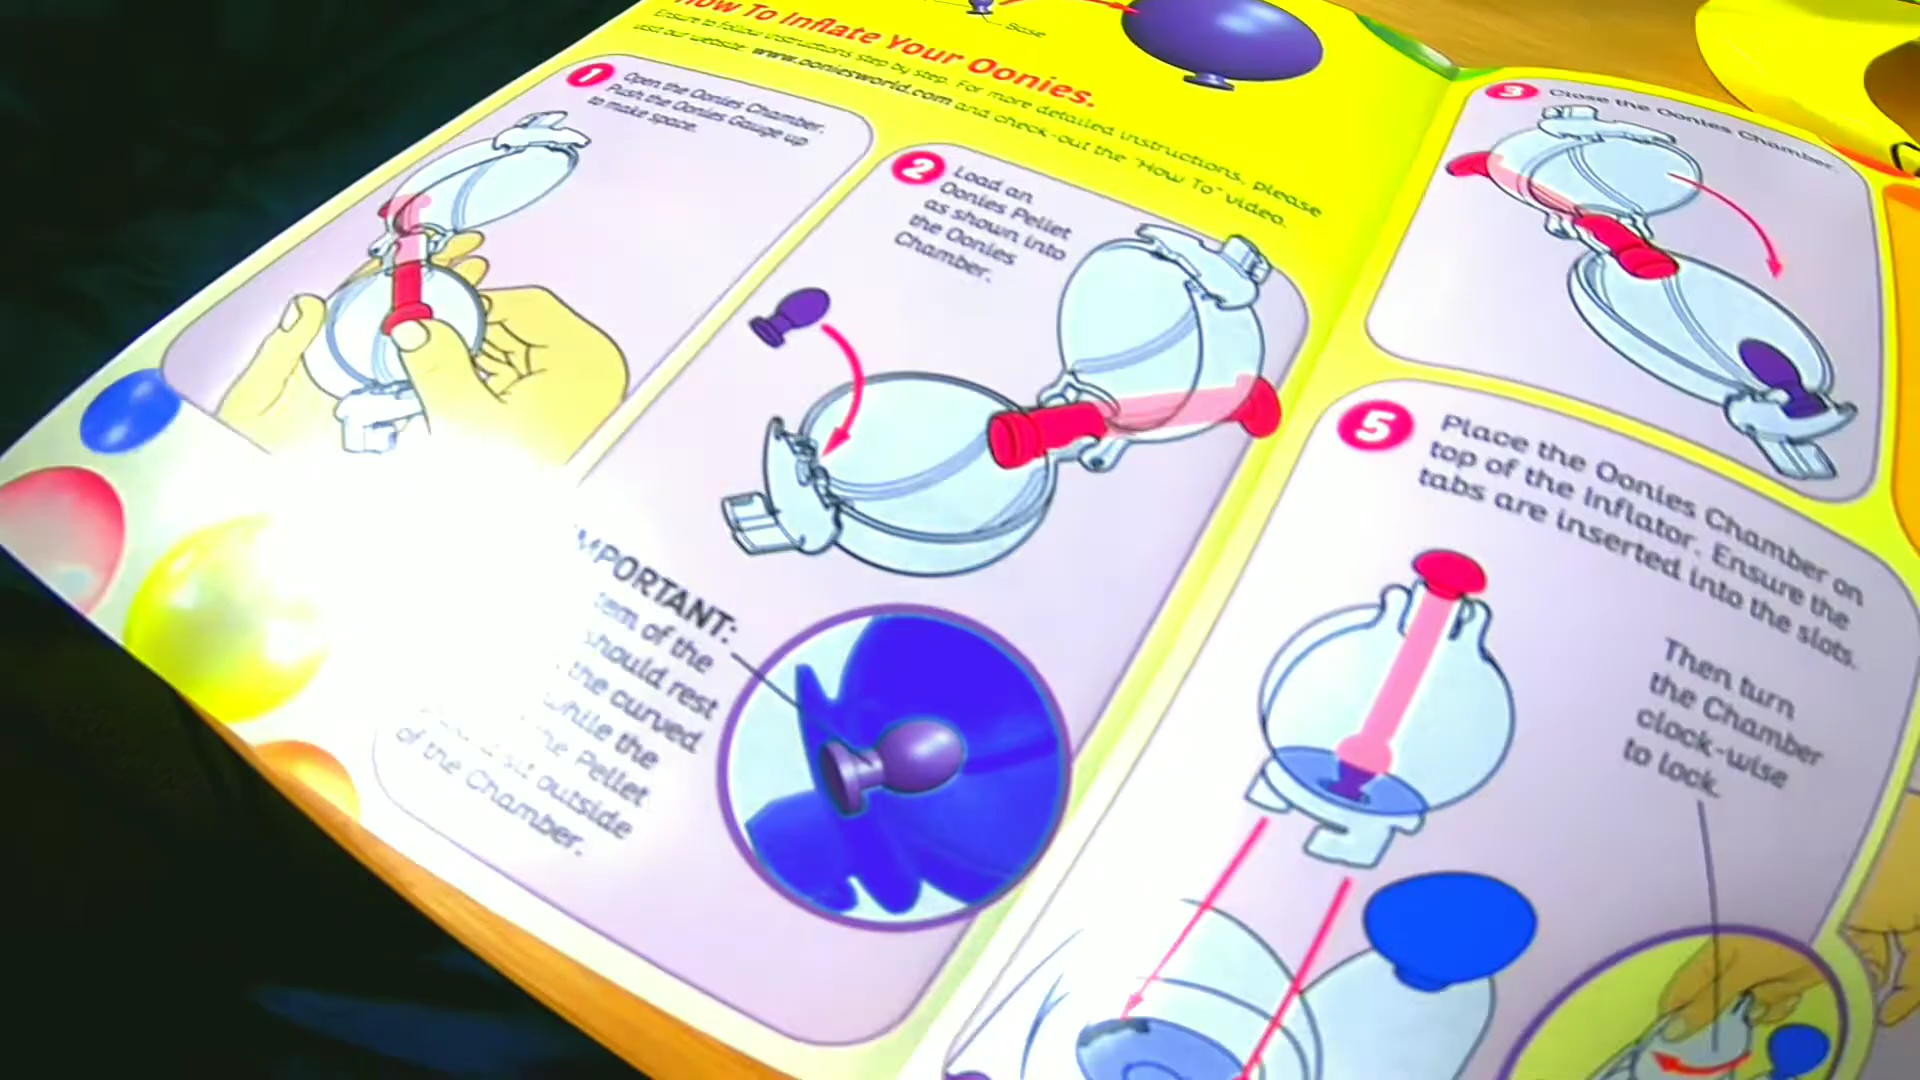 Base
How To Inflate Your Oonies.
Ensure to follow instructions step by step. For more detailed instructions, please
visit our website www.ooniesworld.com and check-out the "How To" video.
1 Open the Oonies Chamber.
Push the Oonies Gauge up
to make space.
2 Load an
Oonies Pellet
as shown into
the Oonies
Chamber.
MPORTANT:
of the
should rest
the curved
while the
Pellet
outside
of the Chamber.
3 Close the Oonies Chamber.
5 Place the Oonies Chamber on
top of the Inflator. Ensure the
tabs are inserted into the slots.
Then turn
the Chamber
clock-wise
to lock.